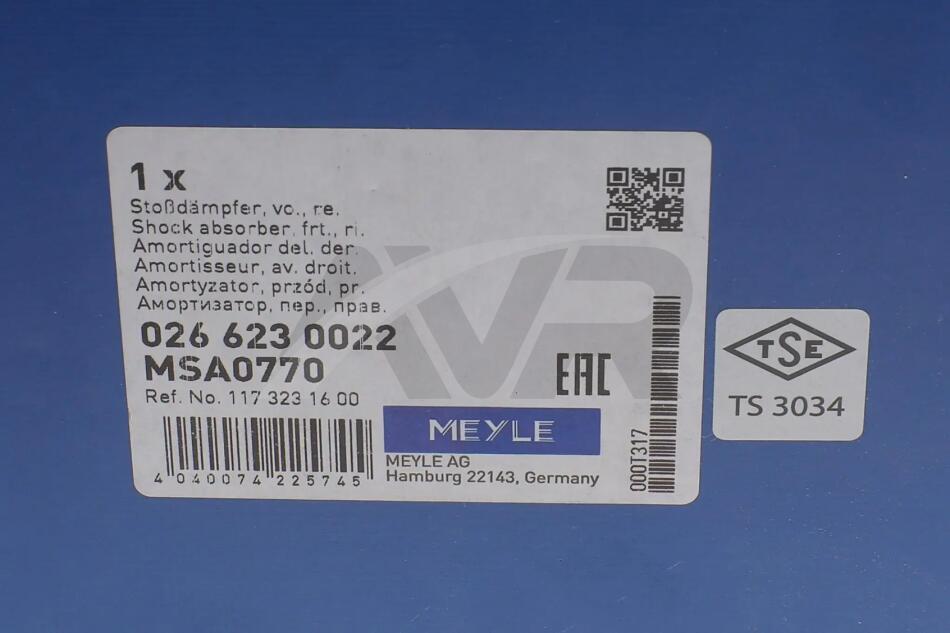 1 x
Stoßdämpfer, vo., re.
Shock absorber, frt., ri.
Amortiguador del. der.
Amortisseur, av. droit.
Amortyzator, przód, pr.
Амортизатор, пер., прав.
026 623 0022
MSA0770
Ref. No. 117 323 16 00
4 040074 225745
MEYLE
MEYLE AG
Hamburg 22143, Germany
EAC
0001317
TSE
TS 3034
AVR